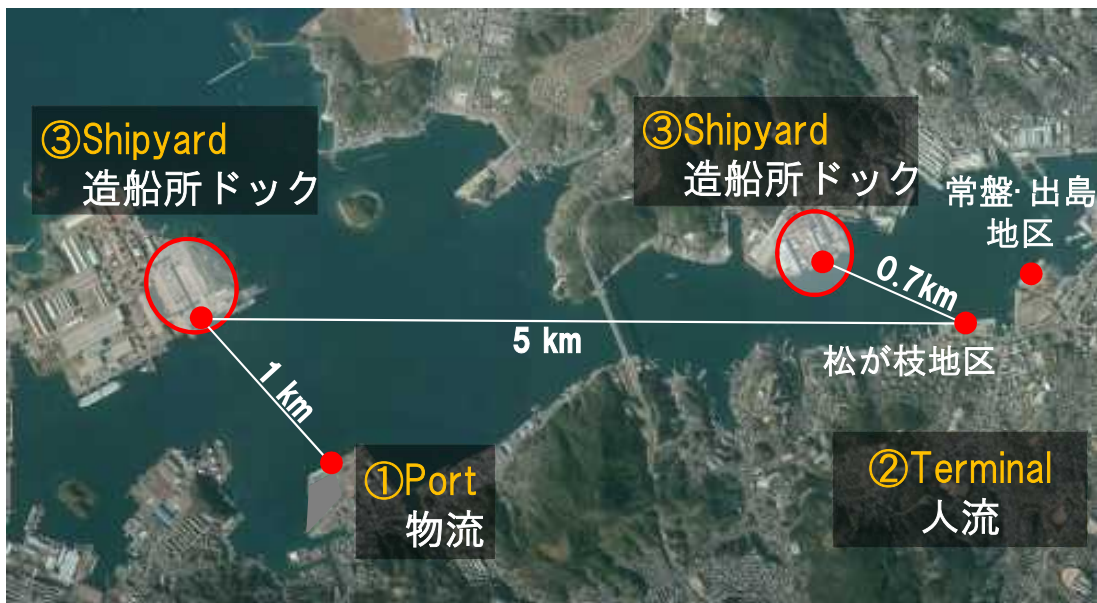 ③Shipyard
造船所ドック
③Shipyard
造船所ドック
常盤･出島
地区
0.7km
5 km
松が枝地区
1 km
①Port
物流
②Terminal
人流